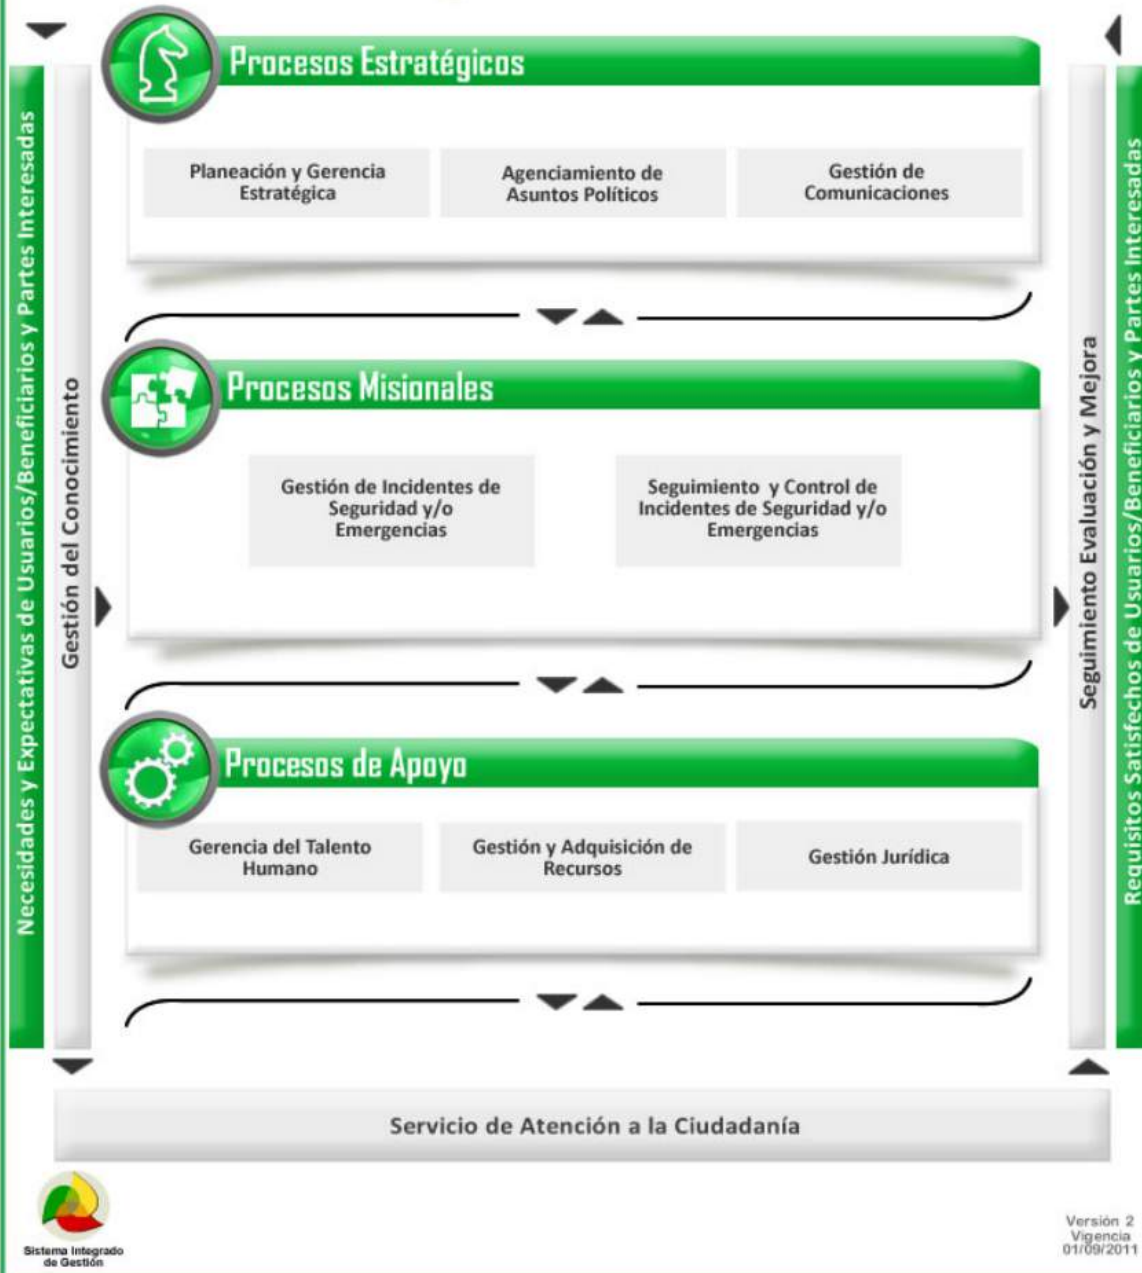 Procesos Estratégicos
Planeación y Gerencia
Estratégica
Agenciamiento de
Asuntos Políticos
Gestión de
Comunicaciones
Necesidades y Expectativas de Usuarios/Beneficiarios y Partes Interesadas
Gestión del Conocimiento
Procesos Misionales
Gestión de Incidentes de
Seguridad y/o
Emergencias
Seguimiento y Control de
Incidentes de Seguridad y/o
Emergencias
Seguimiento Evaluación y Mejora
Requisitos Satisfechos de Usuarios/Beneficiarios y Partes Interesadas
Procesos de Apoyo
Gerencia del Talento
Humano
Gestión y Adquisición de
Recursos
Gestión Jurídica
Servicio de Atención a la Ciudadanía
Sistema Integrado
de Gestión
Versión 2
Vigencia
01/09/2011